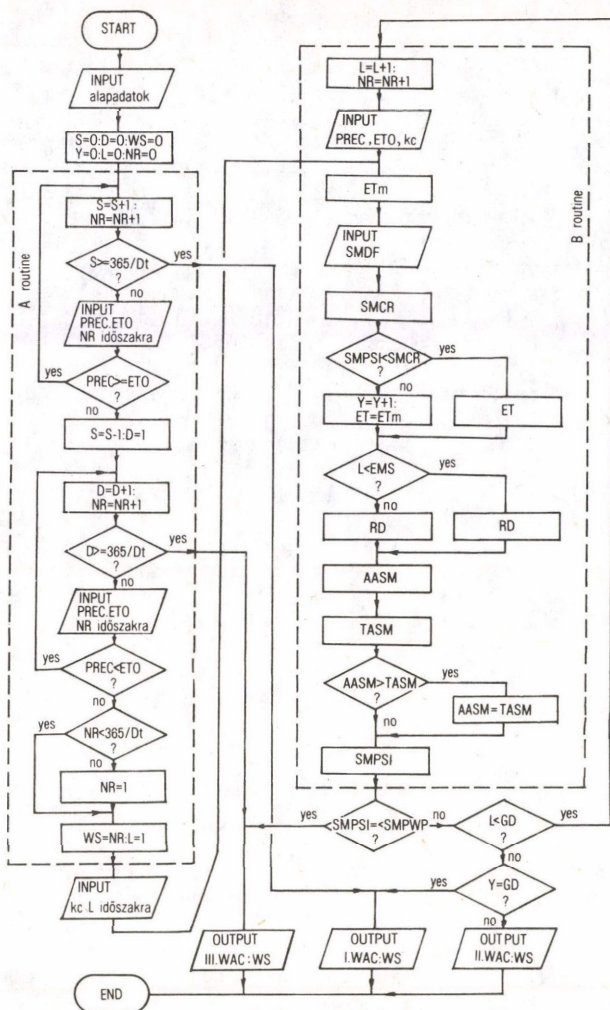 START
INPUT
alapadatok
S=0:D=0:WS=0
Y=0:L=0:NR=0
A routine
S=S+1:
NR=NR+1
S>=365/Dt
?
yes
no
INPUT
PREC.ETO
NR időszakra
PREC>=ETO
?
yes
no
S=S-1:D=1
D=D+1:
NR=NR+1
D>=365/Dt
?
yes
no
INPUT
PREC.ETO
NR időszakra
PREC<ETO
?
yes
no
NR<365/Dt
?
yes
no
NR=1
WS=NR:L=1
INPUT
kc L időszakra
B routine
L=L+1:
NR=NR+1
INPUT
PREC,ETO,kc
ETm
INPUT
SMDF
SMCR
SMPSI<SMCR
?
yes
no
Y=Y+1:
ET=ETm
ET
L<EMS
?
yes
no
RD
RD
AASM
TASM
AASM>TASM
?
yes
no
AASM=TASM
SMPSI
SMPSI=<SMPWP
?
yes
no
L<GD
?
yes
no
Y=GD
?
yes
no
OUTPUT
III.WAC:WS
OUTPUT
I.WAC:WS
OUTPUT
II.WAC:WS
END